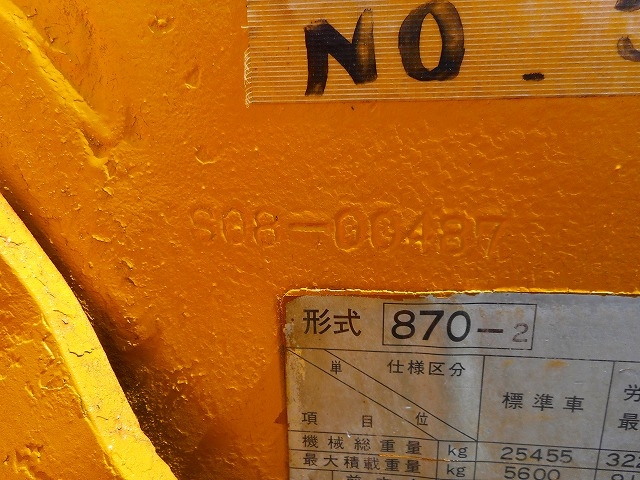 NO.
S08-00437
形式 870-2
単位 仕様区分 標準車
項目
機械総重量 kg 25455
最大積載重量 kg 5600